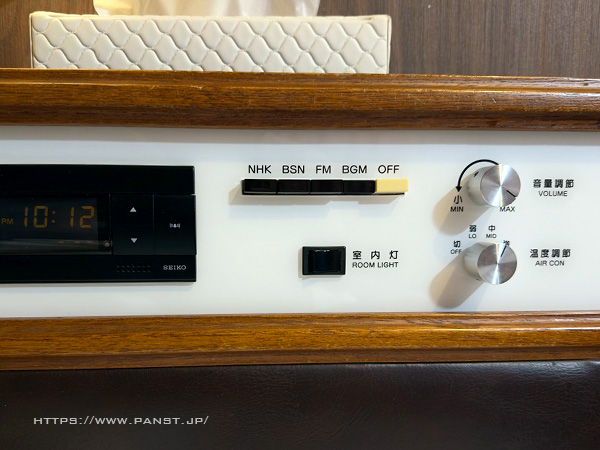 NHK BSN FM BGM OFF
PM 10:12
SEIKO
室内灯
ROOM LIGHT
小
MIN
MAX
音量調節
VOLUME
切
OFF
弱
LO
中
MID
温度調節
AIR CON
HTTPS://WWW.PANST.JP/